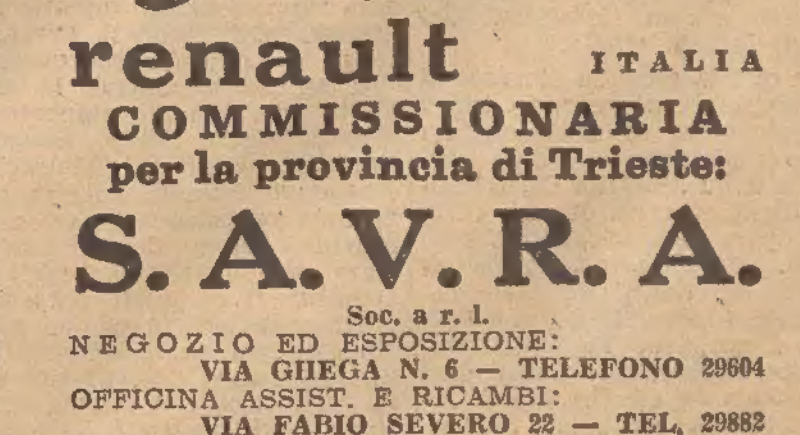 renault ITALIA
COMMISSIONARIA
per la provincia di Trieste:
S. A. V. R. A.
Soc. a r. l.
NEGOZIO ED ESPOSIZIONE:
VIA GHEGA N. 6 — TELEFONO 29604
OFFICINA ASSIST. E RICAMBI:
VIA FABIO SEVERO 22 — TEL. 29882